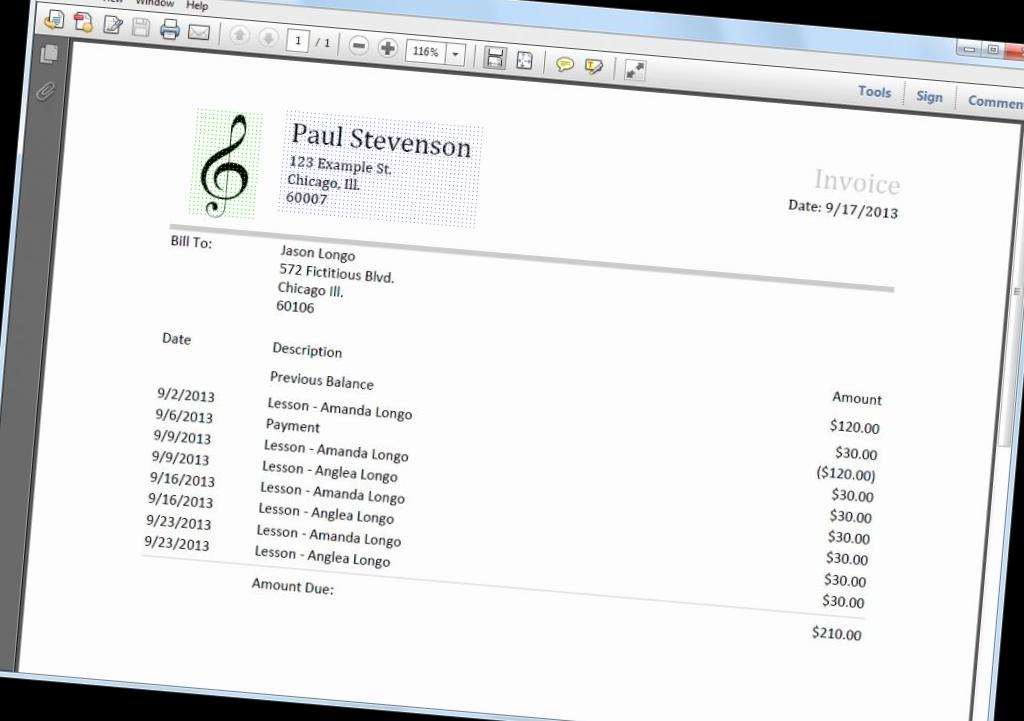 Window Help
1 / 1 116%
Tools Sign
Paul Stevenson
123 Example St.
Chicago, Ill.
60007
Invoice
Date: 9/17/2013
Bill To:
Jason Longo
572 Fictitious Blvd.
Chicago Ill.
60106
Date Description Amount
Previous Balance $120.00
9/2/2013 Lesson - Amanda Longo $30.00
9/6/2013 Payment ($120.00)
9/9/2013 Lesson - Amanda Longo $30.00
9/9/2013 Lesson - Anglea Longo $30.00
9/16/2013 Lesson - Amanda Longo $30.00
9/16/2013 Lesson - Anglea Longo $30.00
9/23/2013 Lesson - Amanda Longo $30.00
9/23/2013 Lesson - Anglea Longo $30.00
Amount Due: $210.00